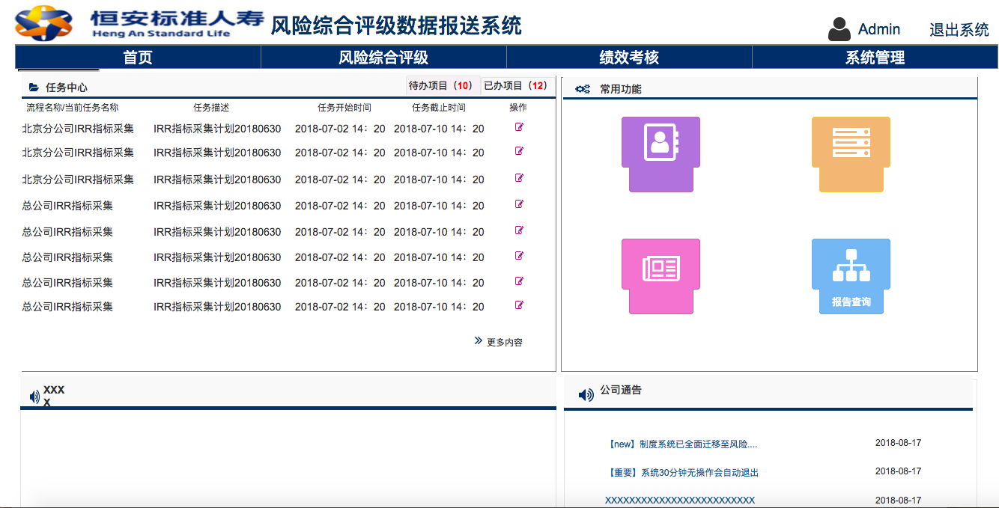 恒安标准人寿
Heng An Standard Life
风险综合评级数据报送系统
Admin 退出系统
首页 风险综合评级 绩效考核 系统管理
任务中心 待办项目（10） 已办项目（12）
流程名称/当前任务名称 任务描述 任务开始时间 任务截止时间 操作
北京分公司IRR指标采集 IRR指标采集计划20180630 2018-07-02 14：20 2018-07-10 14：20
北京分公司IRR指标采集 IRR指标采集计划20180630 2018-07-02 14：20 2018-07-10 14：20
北京分公司IRR指标采集 IRR指标采集计划20180630 2018-07-02 14：20 2018-07-10 14：20
总公司IRR指标采集 IRR指标采集计划20180630 2018-07-02 14：20 2018-07-10 14：20
总公司IRR指标采集 IRR指标采集计划20180630 2018-07-02 14：20 2018-07-10 14：20
总公司IRR指标采集 IRR指标采集计划20180630 2018-07-02 14：20 2018-07-10 14：20
总公司IRR指标采集 IRR指标采集计划20180630 2018-07-02 14：20 2018-07-10 14：20
总公司IRR指标采集 IRR指标采集计划20180630 2018-07-02 14：20 2018-07-10 14：20
更多内容
常用功能
报告查询
XXX
X
公司通告
【new】制度系统已全面迁移至风险.... 2018-08-17
【重要】系统30分钟无操作会自动退出 2018-08-17
XXXXXXXXXXXXXXXXXXXXXXXXX 2018-08-17